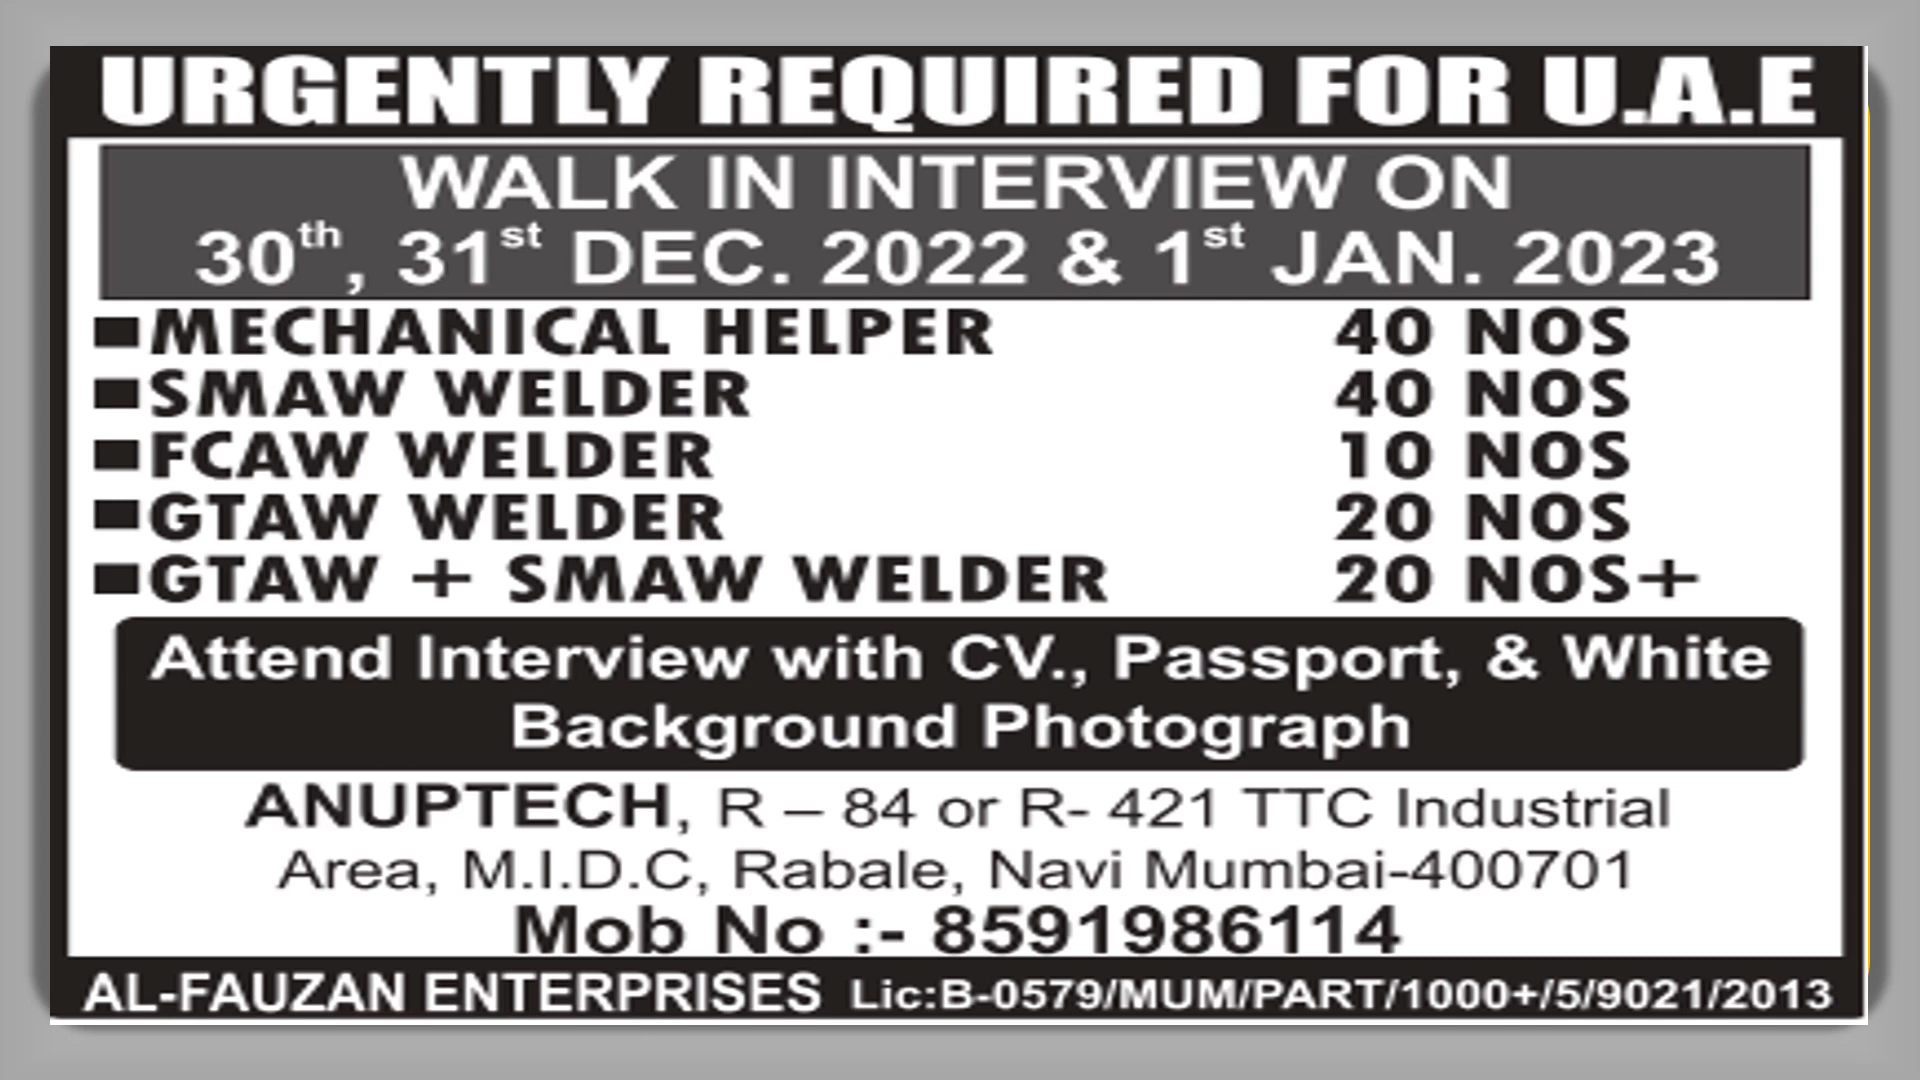 URGENTLY REQUIRED FOR U.A.E
WALK IN INTERVIEW ON
30th, 31st DEC. 2022 & 1st JAN. 2023
MECHANICAL HELPER 40 NOS
SMAW WELDER 40 NOS
FCAW WELDER 10 NOS
GTAW WELDER 20 NOS
GTAW + SMAW WELDER 20 NOS+
Attend Interview with CV., Passport, & White
Background Photograph
ANUPTECH, R – 84 or R- 421 TTC Industrial
Area, M.I.D.C, Rabale, Navi Mumbai-400701
Mob No :- 8591986114
AL-FAUZAN ENTERPRISES Lic:B-0579/MUM/PART/1000+/5/9021/2013